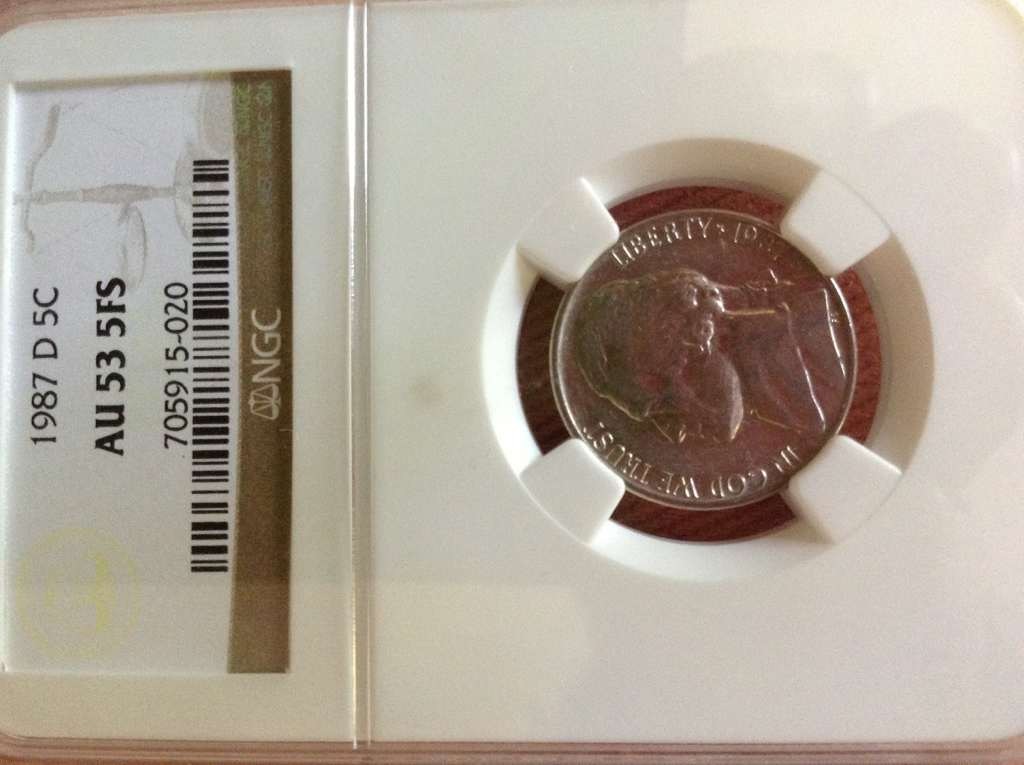 1987 D 5C
AU 53 5FS
705915-020
NGC
LIBERTY
IN GOD WE TRUST